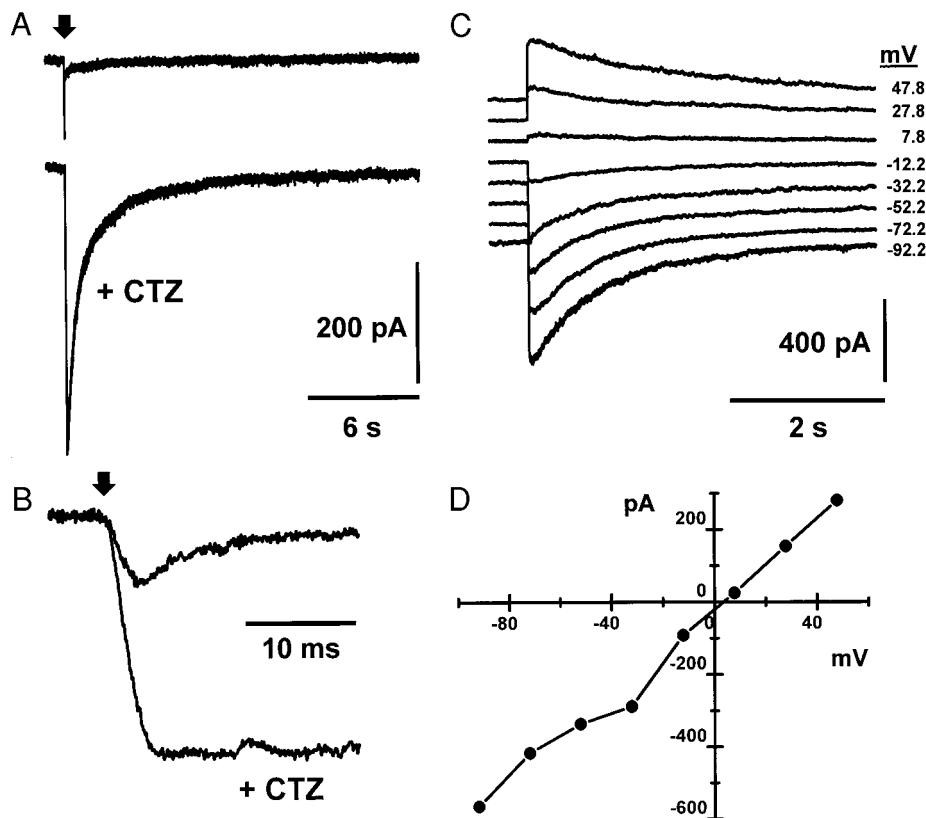 A
+ CTZ
200 pA
6 s
B
10 ms
+ CTZ
C
mV
47.8
27.8
7.8
-12.2
-32.2
-52.2
-72.2
-92.2
400 pA
2 s
D
pA
200
0
-80
-40
0
40
mV
-200
-400
-600